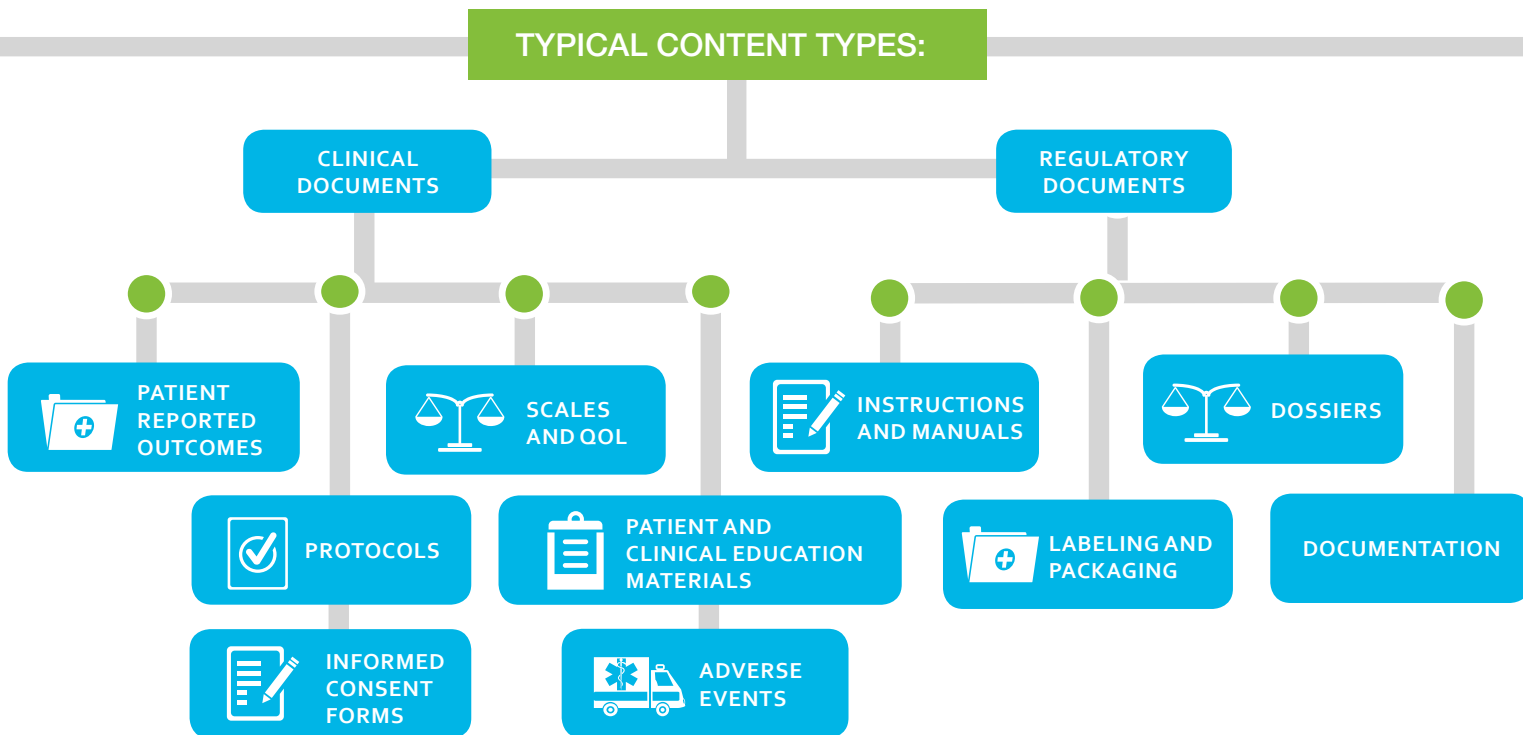 TYPICAL CONTENT TYPES:
CLINICAL
DOCUMENTS
REGULATORY
DOCUMENTS
PATIENT
REPORTED
OUTCOMES
SCALES
AND QOL
INSTRUCTIONS
AND MANUALS
DOSSIERS
PROTOCOLS
PATIENT AND
CLINICAL EDUCATION
MATERIALS
LABELING AND
PACKAGING
DOCUMENTATION
INFORMED
CONSENT
FORMS
ADVERSE
EVENTS